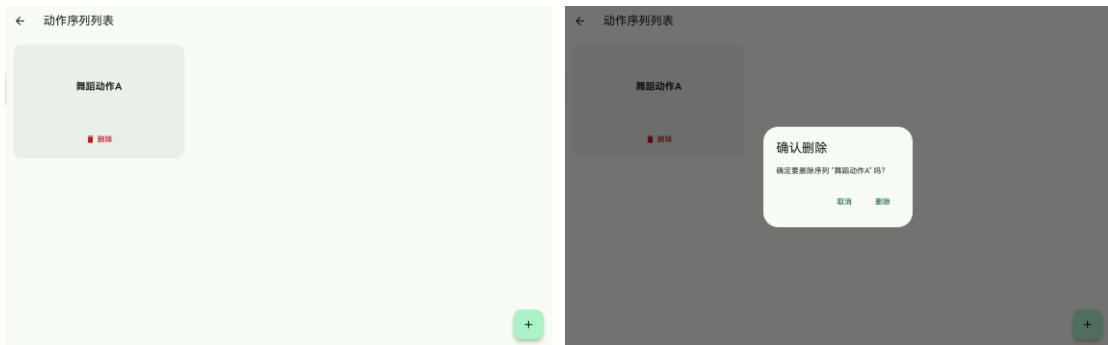 动作序列列表
舞蹈动作A
删除
+
动作序列列表
舞蹈动作A
删除
确认删除
确定要删除序列 "舞蹈动作A" 吗?
取消 删除
+